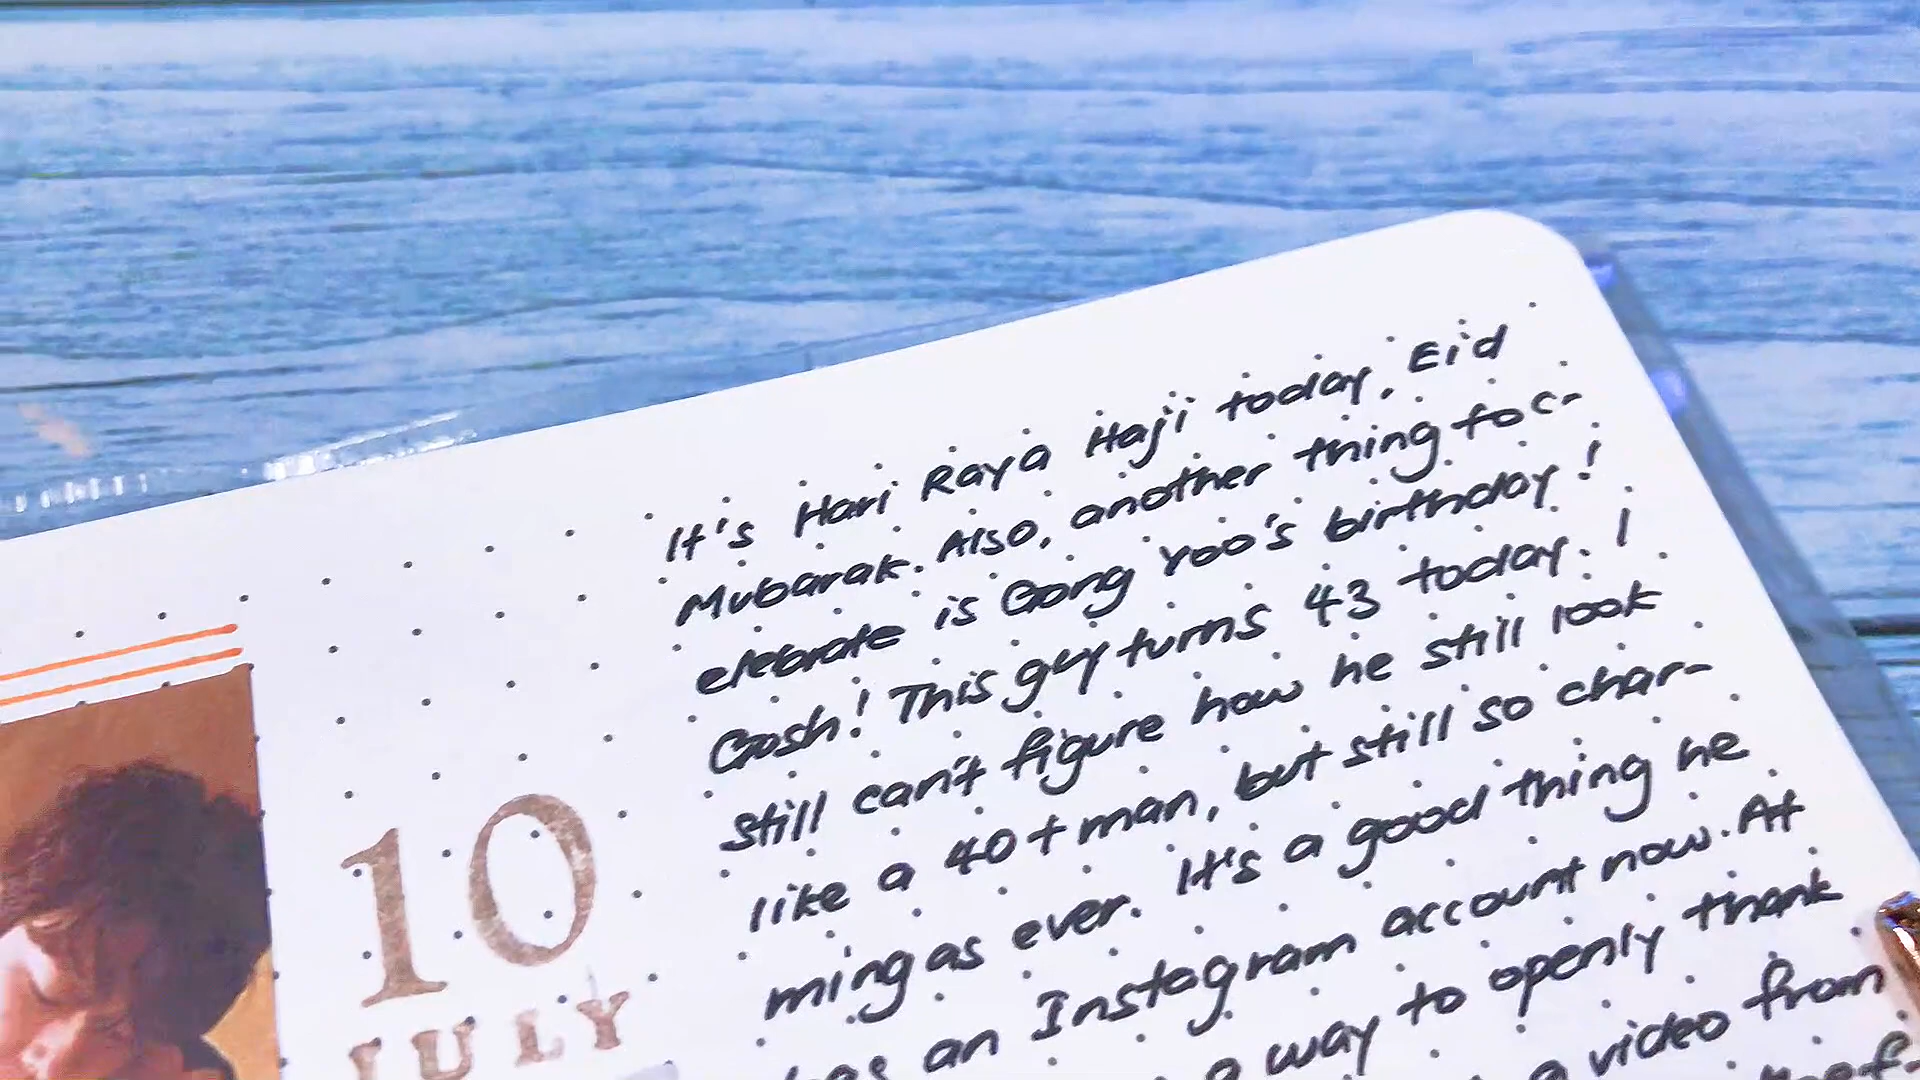 It's Hari Raya Haji today, Eid
Mubarak. Also, another thing to c-
elebrate is Gong Yoo's birthday!
Gosh! This guy turns 43 today. I
still can't figure how he still look
like a 40+ man, but still so char-
ming as ever. It's a good thing he
has an Instagram account now. At
a way to openly thank
a video from
10
JULY